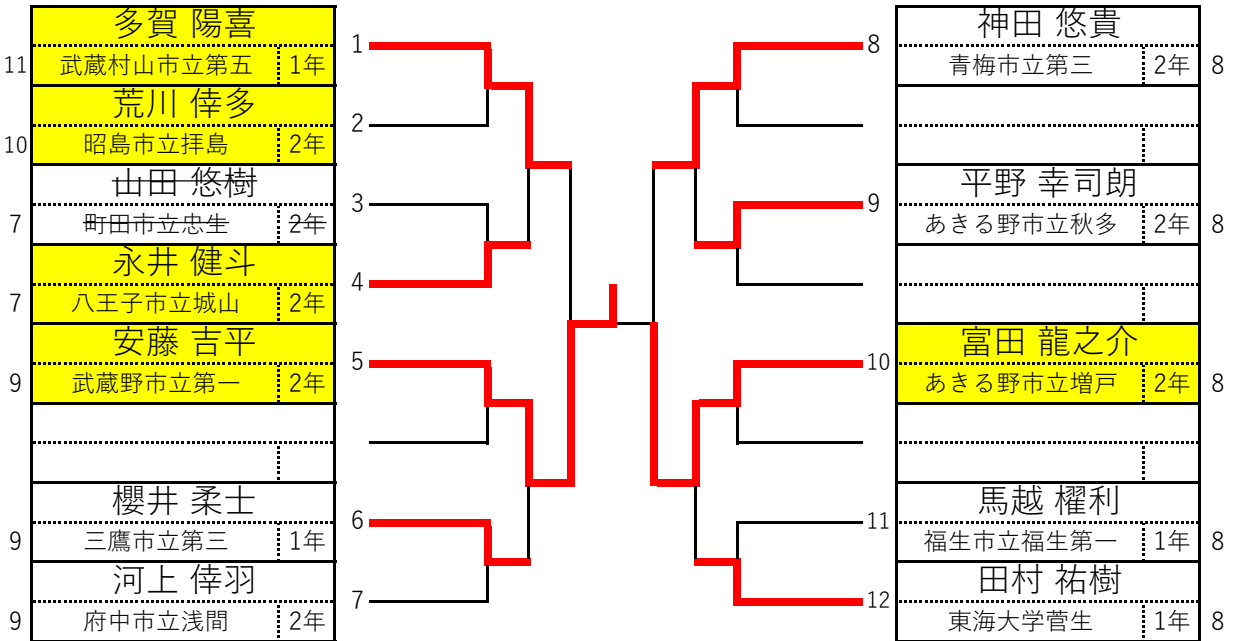 多賀 陽喜
11 武蔵村山市立第五 1年 1
荒川 倖多
10 昭島市立拝島 2年 2
山田 悠樹
7 町田市立忠生 2年 3
永井 健斗
7 八王子市立城山 2年 4
安藤 吉平
9 武蔵野市立第一 2年 5
櫻井 柔士
9 三鷹市立第三 1年 6
河上 倖羽
9 府中市立浅間 2年 7
神田 悠貴
8 青梅市立第三 2年 8
平野 幸司朗
9 あきる野市立秋多 2年 8
富田 龍之介
10 あきる野市立増戸 2年 8
馬越 櫂利
11 福生市立福生第一 1年 8
田村 祐樹
12 東海大学菅生 1年 8